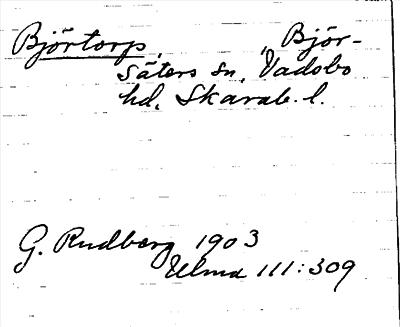 Björtorp, , Björ-
säters sn, Vadsbo
hd, Skarab. l.
G. Rudberg 1903
Ulma 111:309